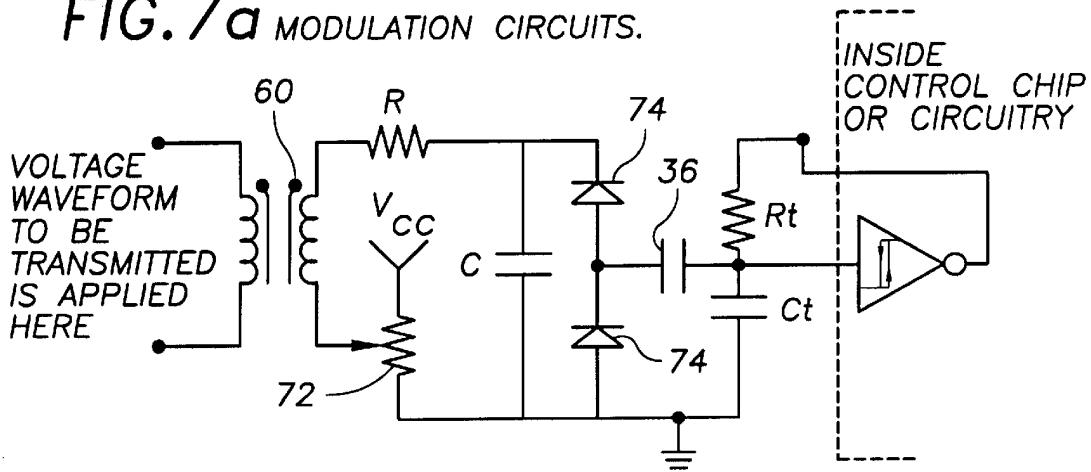 FIG. 7a MODULATION CIRCUITS.
INSIDE
CONTROL CHIP
OR CIRCUITRY
60
R
74
36
VOLTAGE
WAVEFORM
TO BE
TRANSMITTED
IS APPLIED
HERE
VCC
C
Rt
Ct
72
74